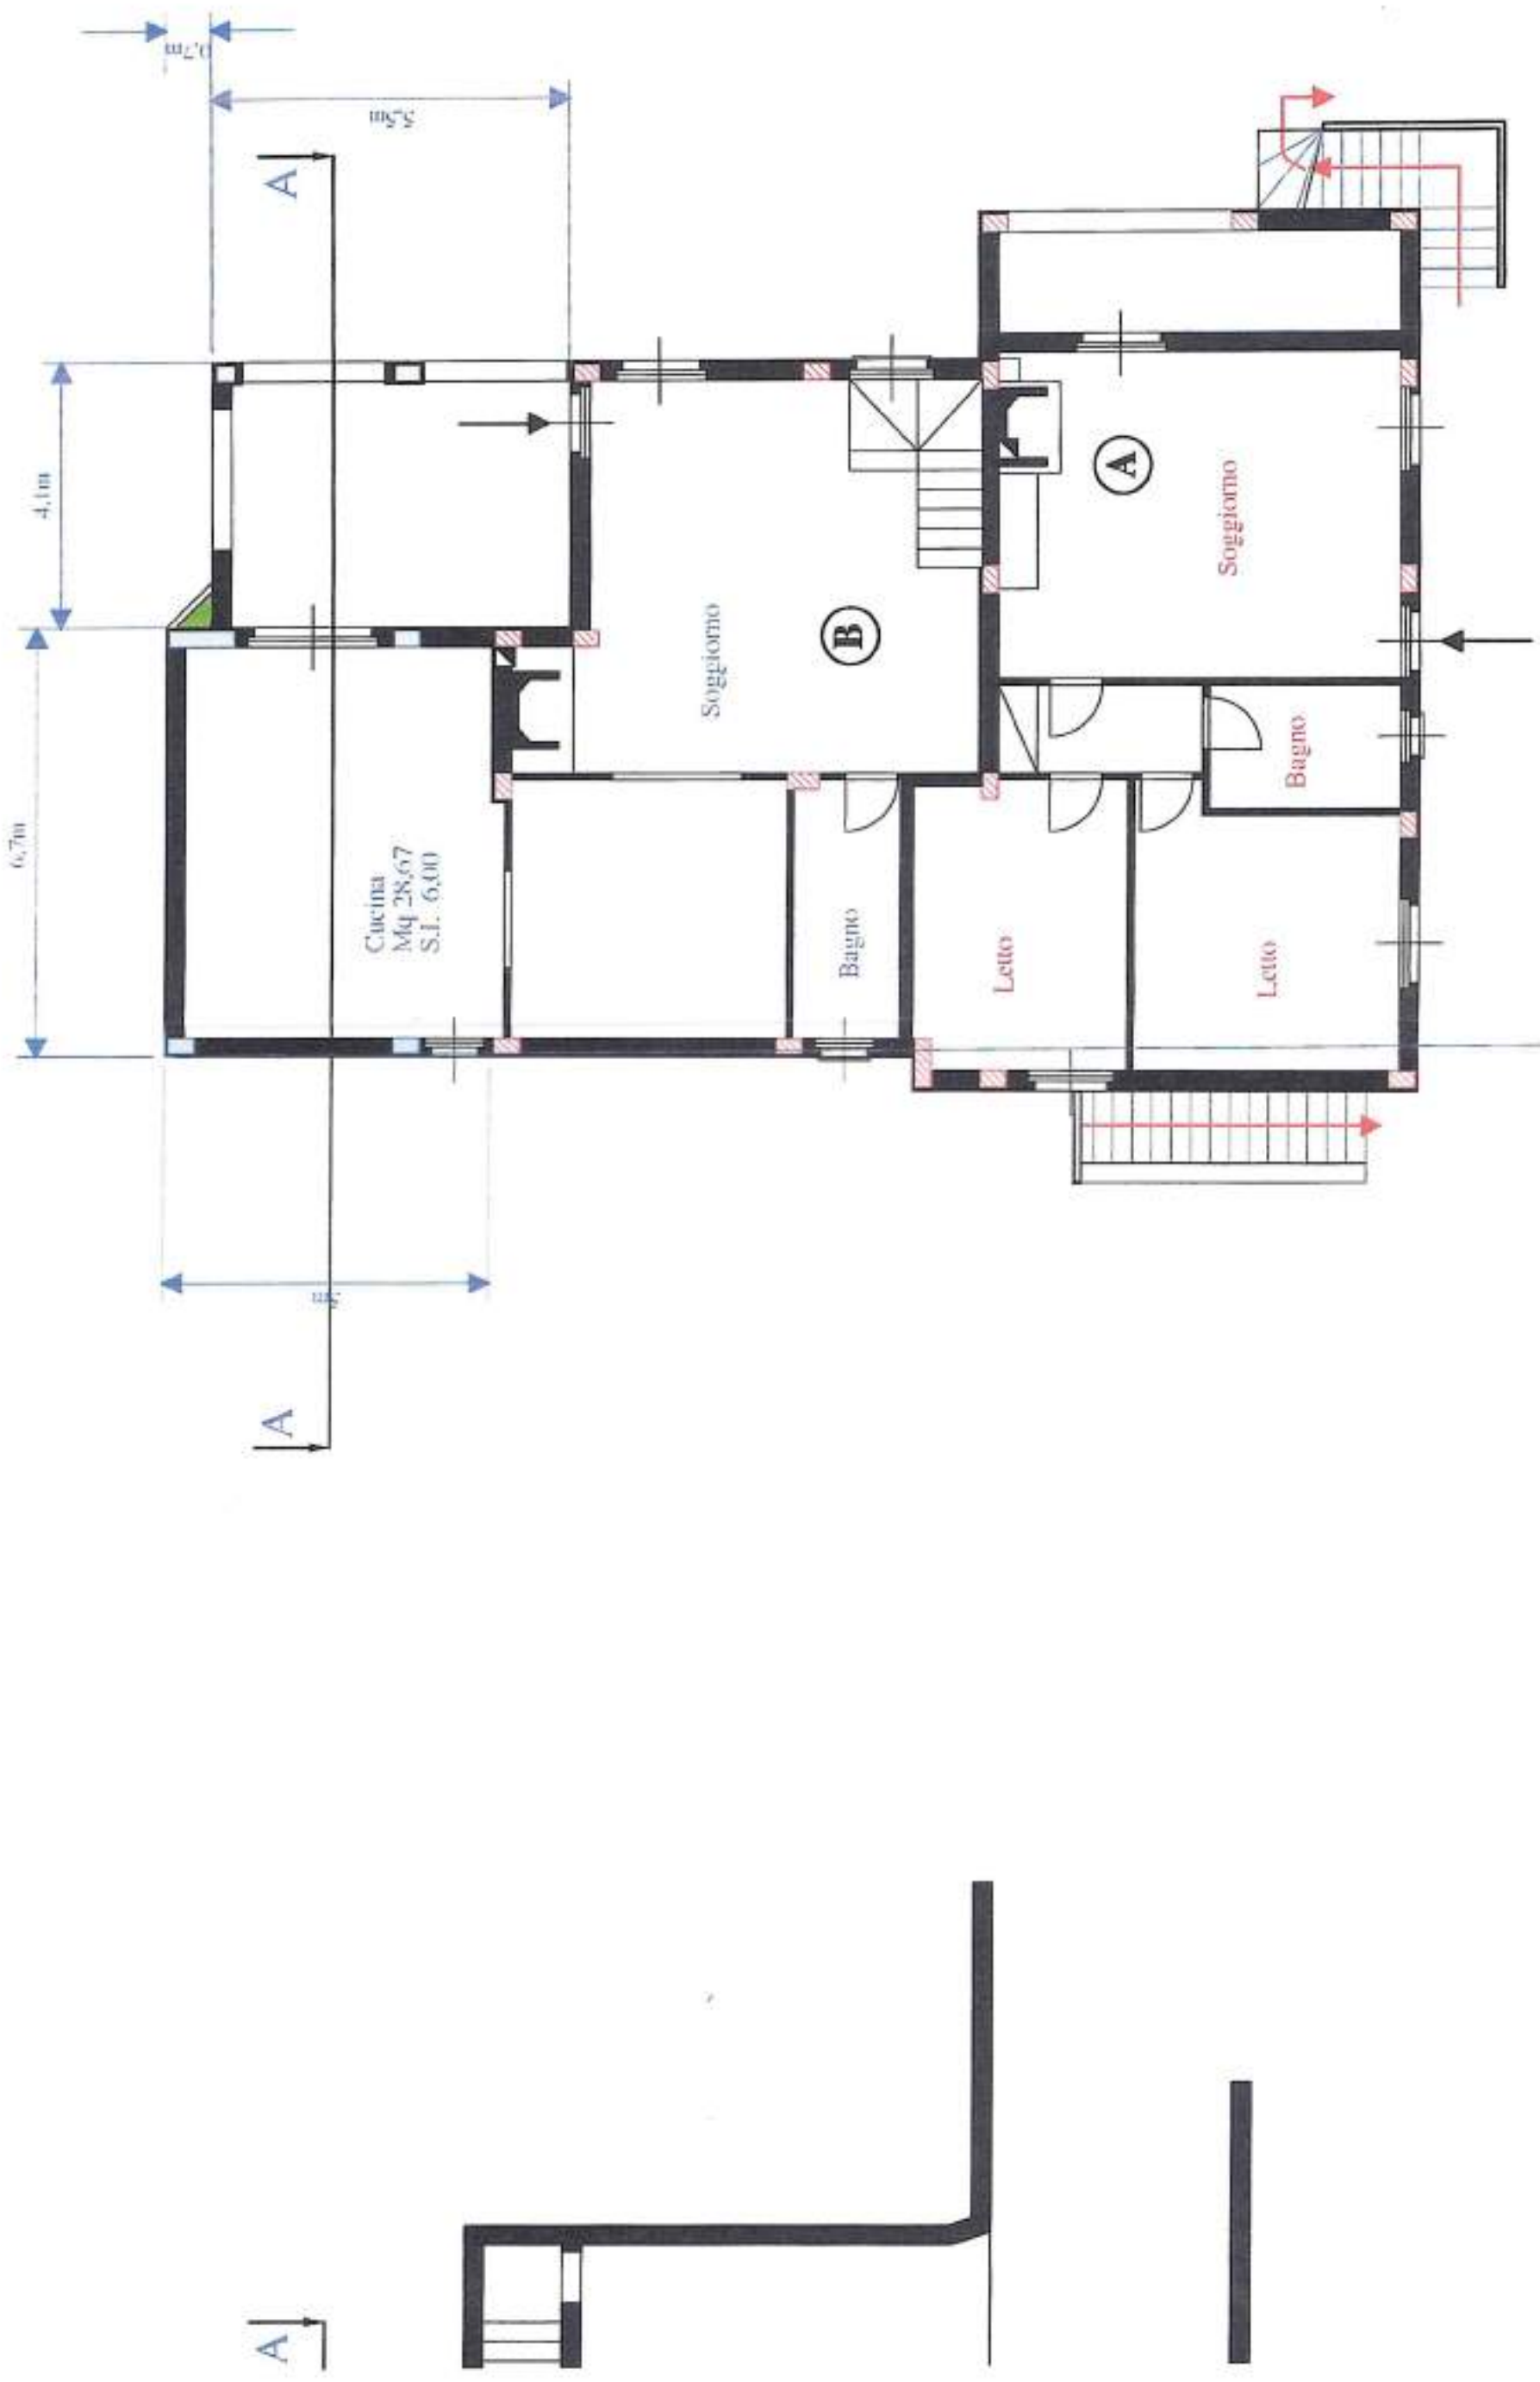 0,7m
5,5m
A
4,1m
6,7m
Cucina
Mq 28,67
S.I. 6,00
Soggiorno
B
Bagno
A
Soggiorno
Bagno
Letto
Letto
5m
A
A